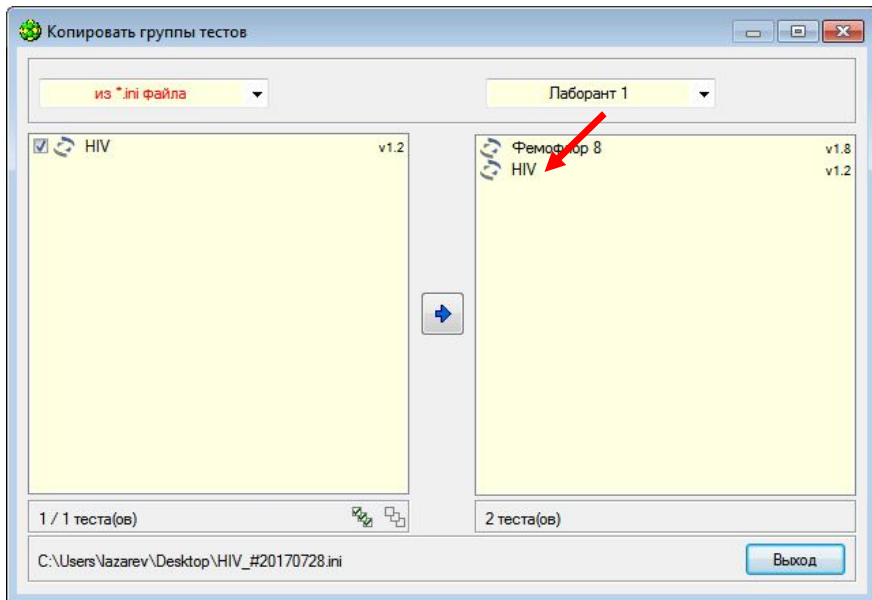 Копировать группы тестов
из *.ini файла
Лаборант 1
HIV v1.2
Фемофлор 8 v1.8
HIV v1.2
1 / 1 теста(ов)
2 теста(ов)
C:\Users\lazarev\Desktop\HIV_#20170728.ini
Выход